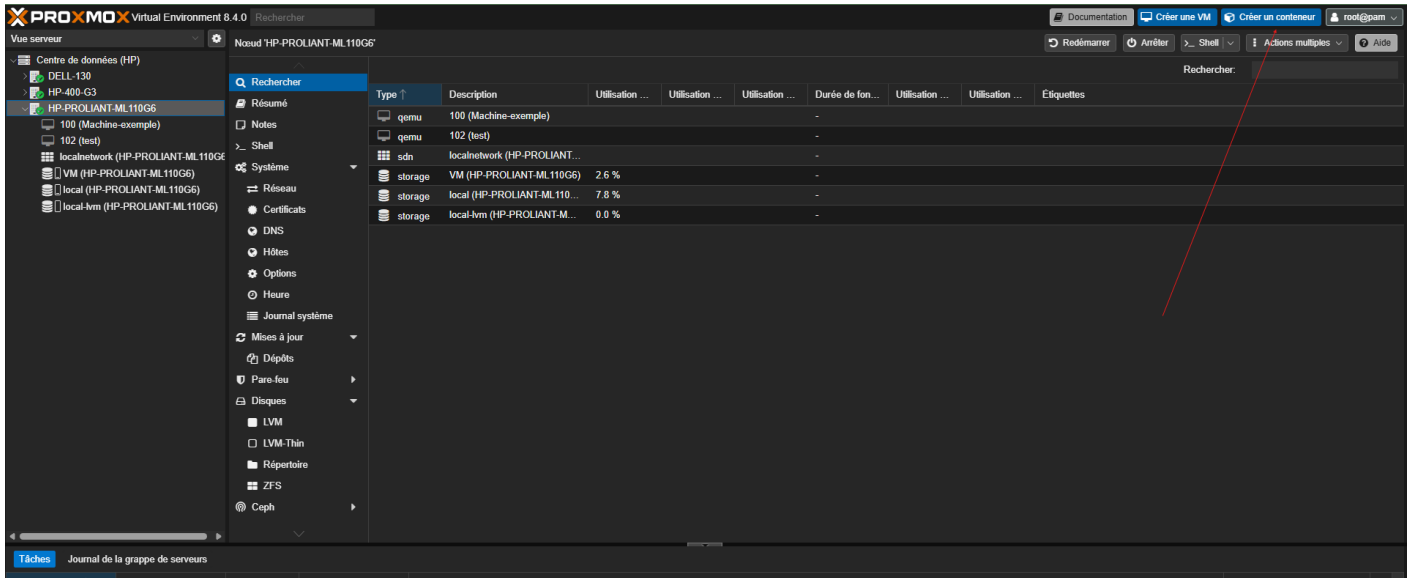 PROXMOX Virtual Environment 8.4.0 Rechercher Documentation Créer une VM Créer un conteneur root@pam
Vue serveur
Nœud 'HP-PROLIANT-ML110G6' Redémarrer Arrêter Shell Actions multiples Aide
Centre de données (HP)
DELL-130
HP-400-G3
HP-PROLIANT-ML110G6
100 (Machine-exemple)
102 (test)
localnetwork (HP-PROLIANT-ML110G6
VM (HP-PROLIANT-ML110G6)
local (HP-PROLIANT-ML110G6)
local-lvm (HP-PROLIANT-ML110G6)
Rechercher
Résumé
Notes
Shell
Système
Réseau
Certificats
DNS
Hôtes
Options
Heure
Journal système
Mises à jour
Dépôts
Pare-feu
Disques
LVM
LVM-Thin
Répertoire
ZFS
Ceph
Rechercher:
Type ↑ Description Utilisation ... Utilisation ... Utilisation ... Durée de fon... Utilisation ... Utilisation ... Étiquettes
qemu 100 (Machine-exemple) -
qemu 102 (test) -
sdn localnetwork (HP-PROLIANT... -
storage VM (HP-PROLIANT-ML110G6) 2.6 % -
storage local (HP-PROLIANT-ML110... 7.8 % -
storage local-lvm (HP-PROLIANT-M... 0.0 % -
Tâches Journal de la grappe de serveurs